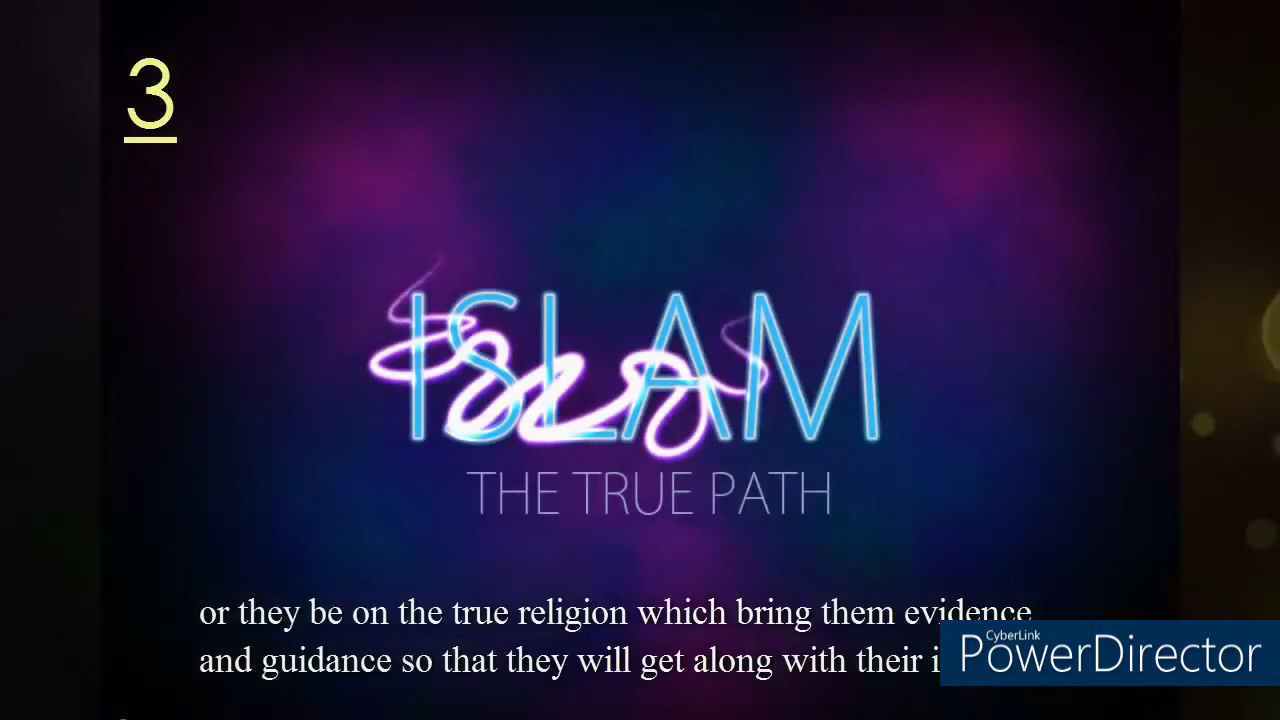 3
ISLAM
THE TRUE PATH
or they be on the true religion which bring them evidence
and guidance so that they will get along with their
CyberLink
PowerDirector